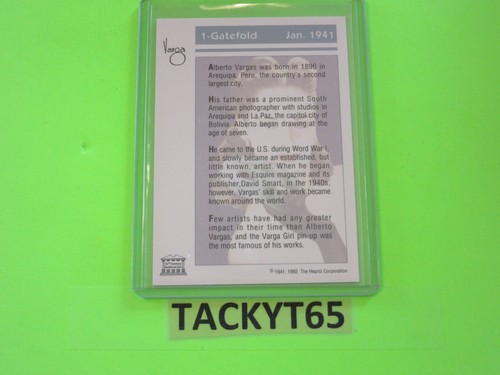 Varga
1-Gatefold Jan. 1941
Alberto Vargas was born in 1896 in
Arequipa, Peru, the country's second
largest city.
His father was a prominent South
American photographer with studios in
Arequipa and La Paz, the capitol city of
Bolivia. Alberto began drawing at the
age of seven.
He came to the U.S. during Word War I,
and slowly became an established, but
little known, artist. When he began
working with Esquire magazine and its
publisher,David Smart, in the 1940s,
however, Vargas' skill and work became
known around the world.
Few artists have had any greater
impact in their time than Alberto
Vargas, and the Varga Girl pin-up was
the most famous of his works.
© 1941, 1992 The Hearst Corporation
TACKYT65